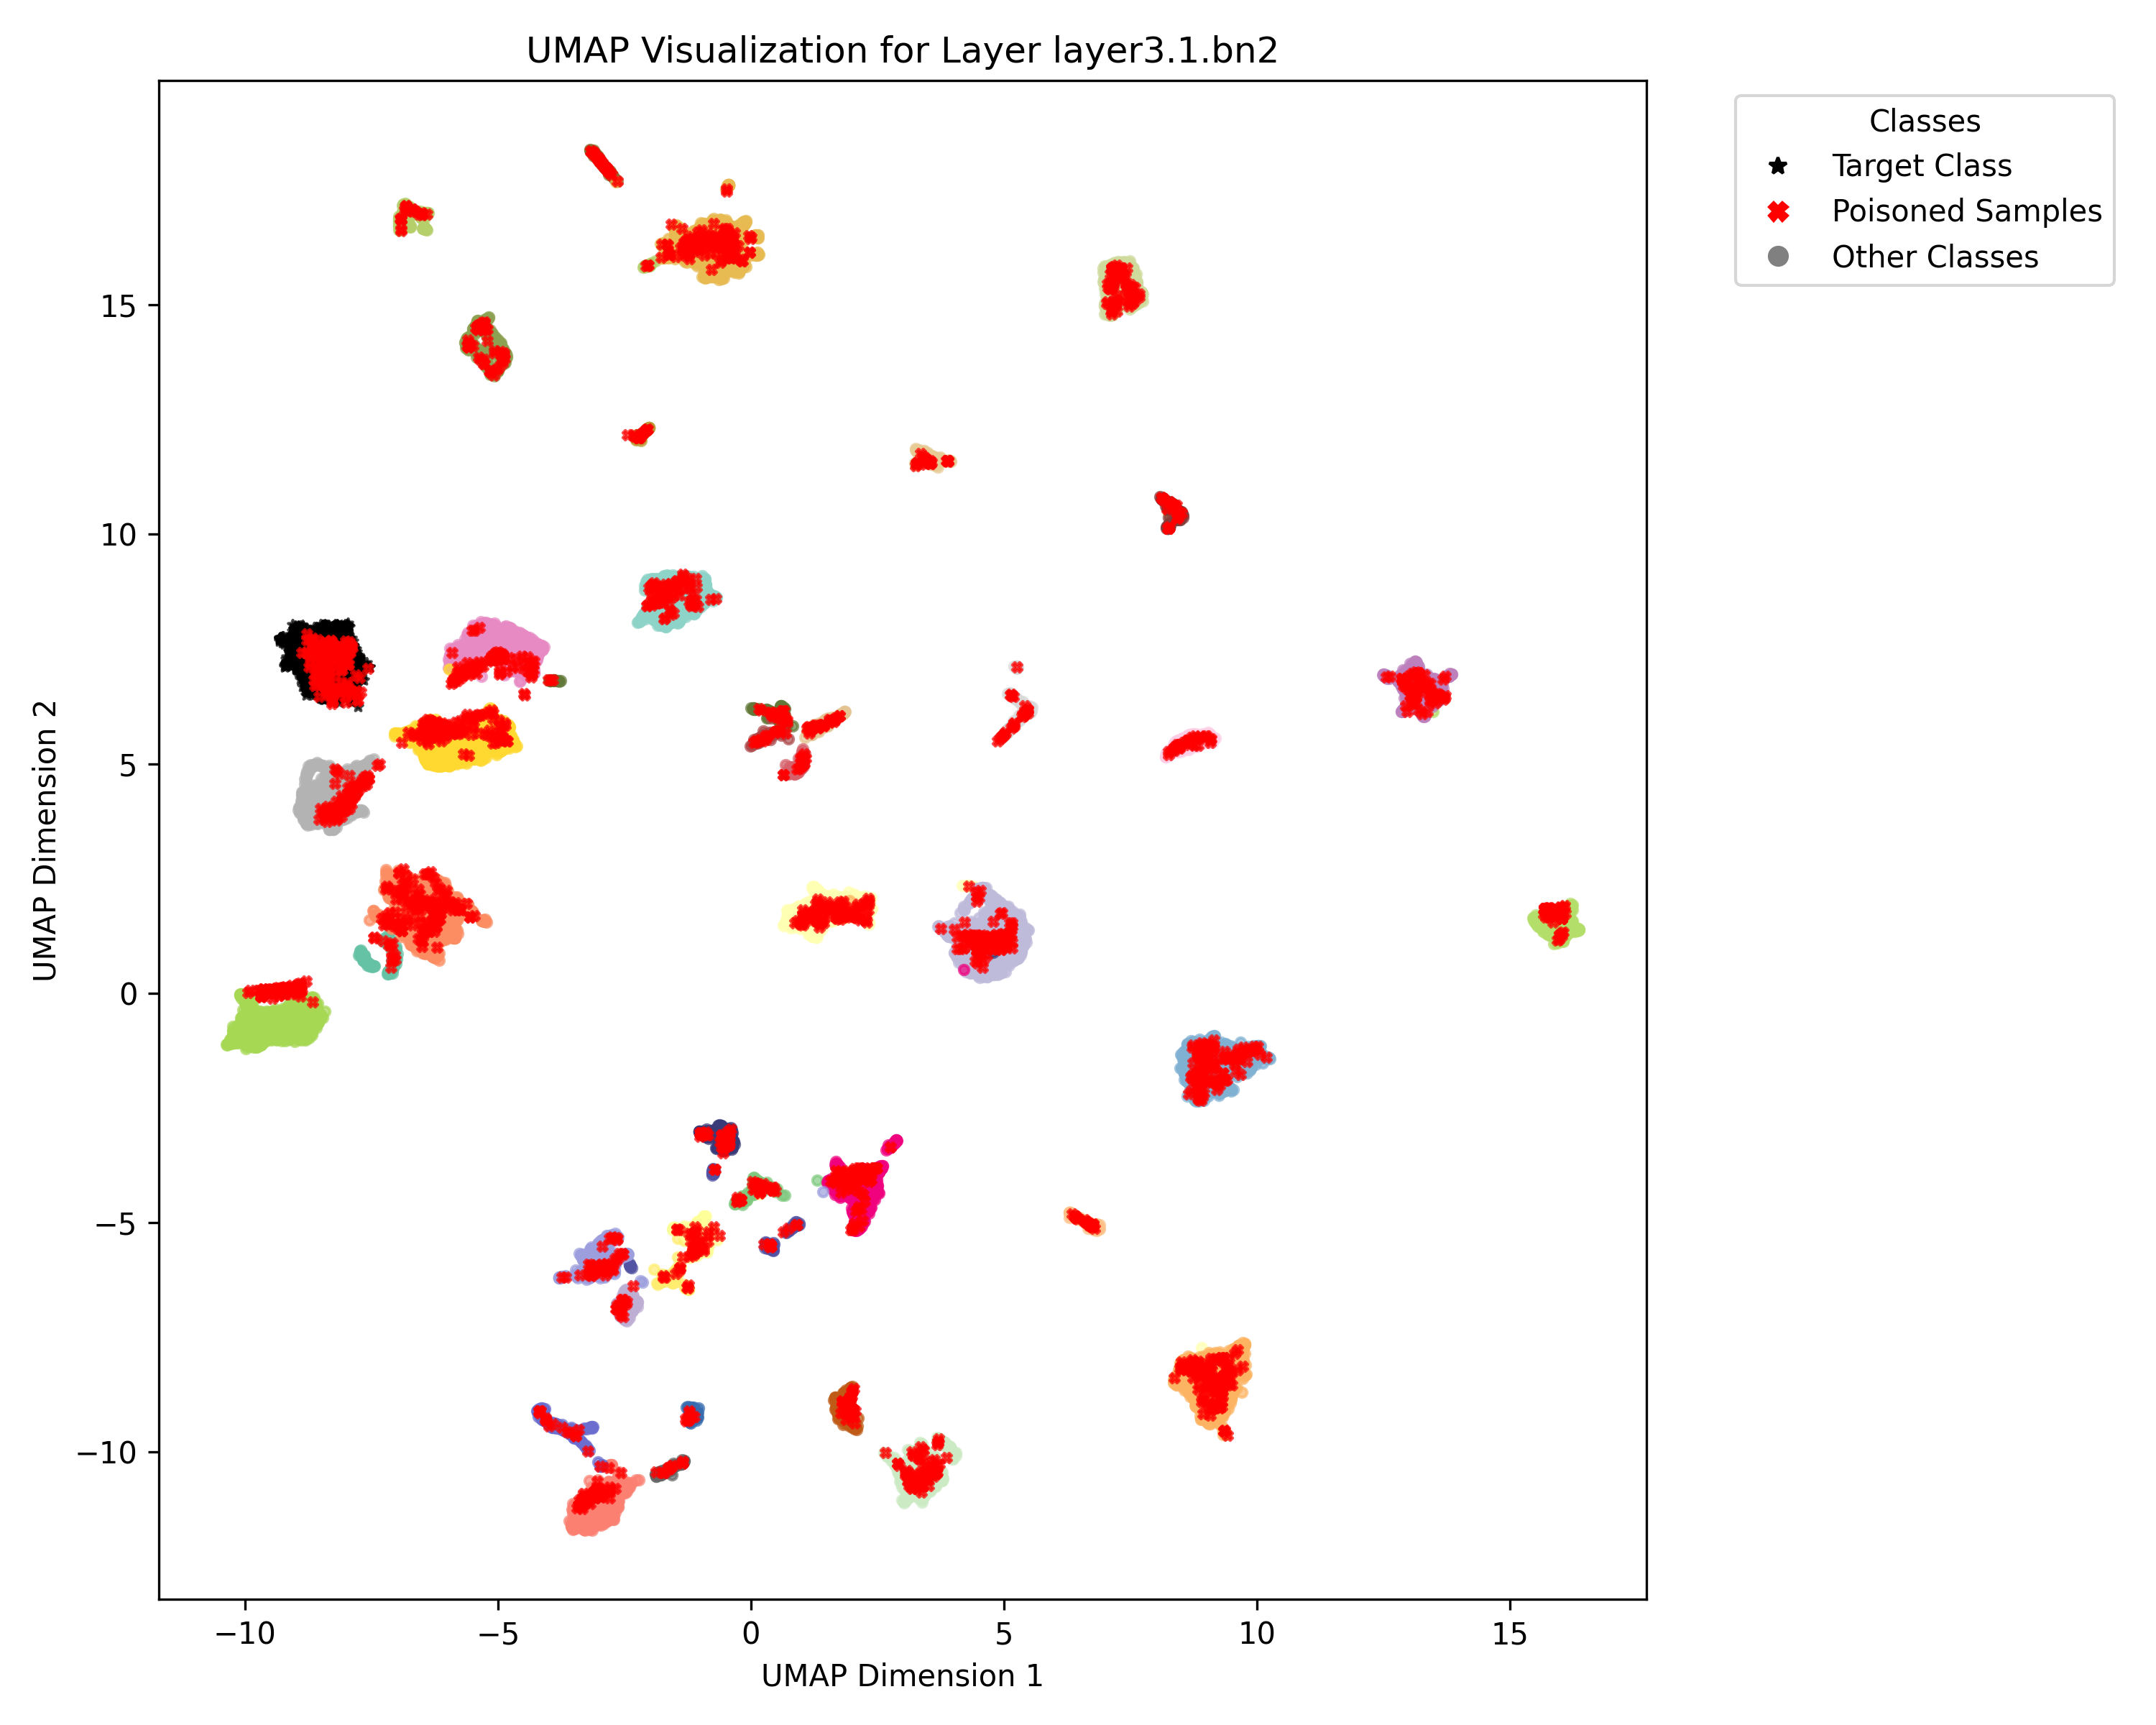 UMAP Visualization for Layer layer3.1.bn2
Classes
Target Class
Poisoned Samples
Other Classes
15
10
5
0
−5
−10
UMAP Dimension 2
−10
−5
0
5
10
15
UMAP Dimension 1